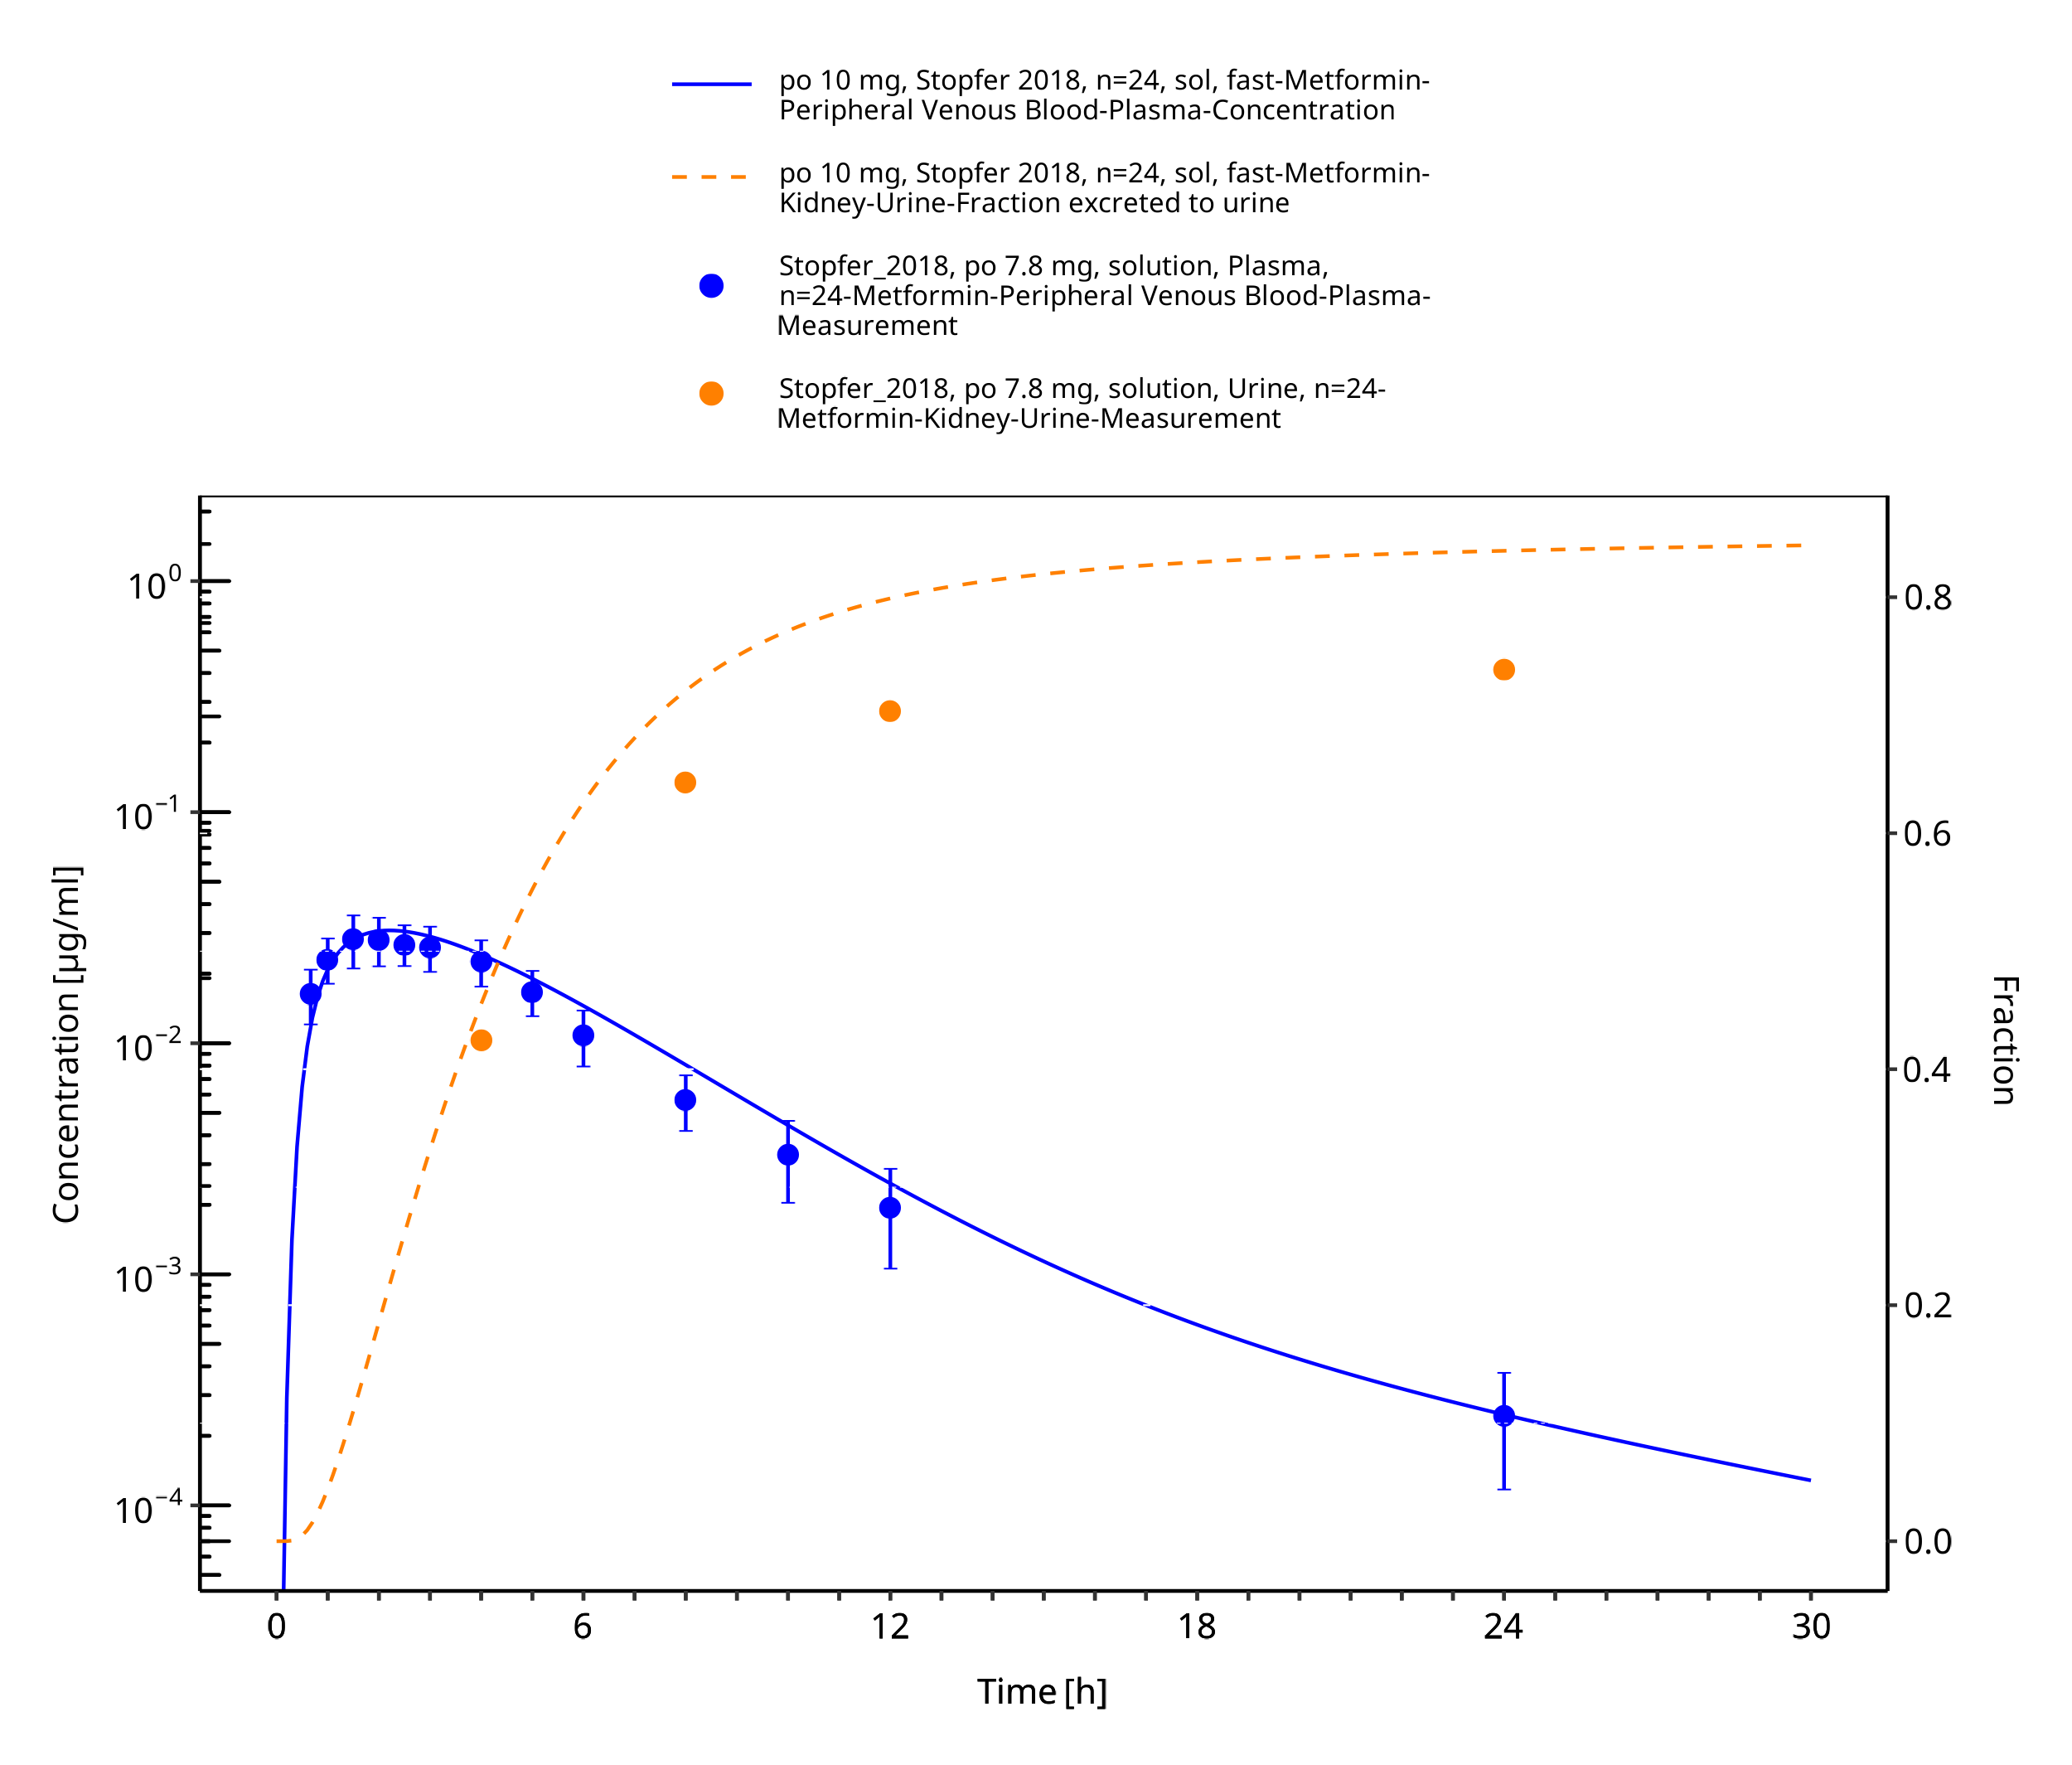 po 10 mg, Stopfer 2018, n=24, sol, fast-Metformin-
Peripheral Venous Blood-Plasma-Concentration
po 10 mg, Stopfer 2018, n=24, sol, fast-Metformin-
Kidney-Urine-Fraction excreted to urine
Stopfer_2018, po 7.8 mg, solution, Plasma,
n=24-Metformin-Peripheral Venous Blood-Plasma-
Measurement
Stopfer_2018, po 7.8 mg, solution, Urine, n=24-
Metformin-Kidney-Urine-Measurement
10⁰
10⁻¹
10⁻²
10⁻³
10⁻⁴
Concentration [µg/ml]
0.8
0.6
0.4
0.2
0.0
Fraction
0 6 12 18 24 30
Time [h]